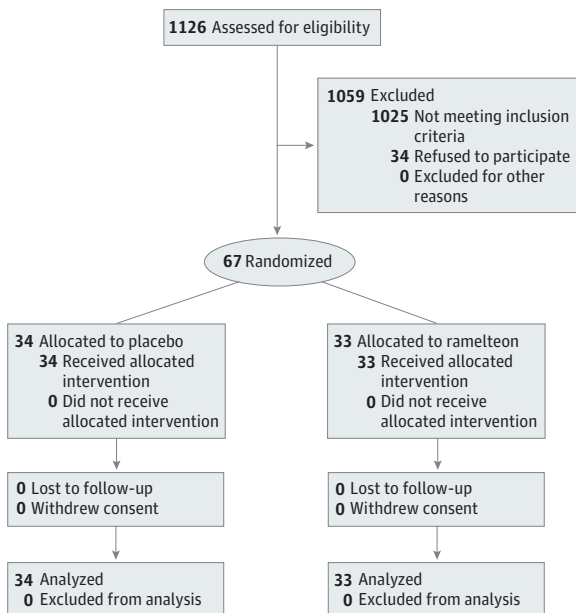 1126 Assessed for eligibility
1059 Excluded
1025 Not meeting inclusion
criteria
34 Refused to participate
0 Excluded for other
reasons
67 Randomized
34 Allocated to placebo
34 Received allocated
intervention
0 Did not receive
allocated intervention
33 Allocated to ramelteon
33 Received allocated
intervention
0 Did not receive
allocated intervention
0 Lost to follow-up
0 Withdrew consent
0 Lost to follow-up
0 Withdrew consent
34 Analyzed
0 Excluded from analysis
33 Analyzed
0 Excluded from analysis